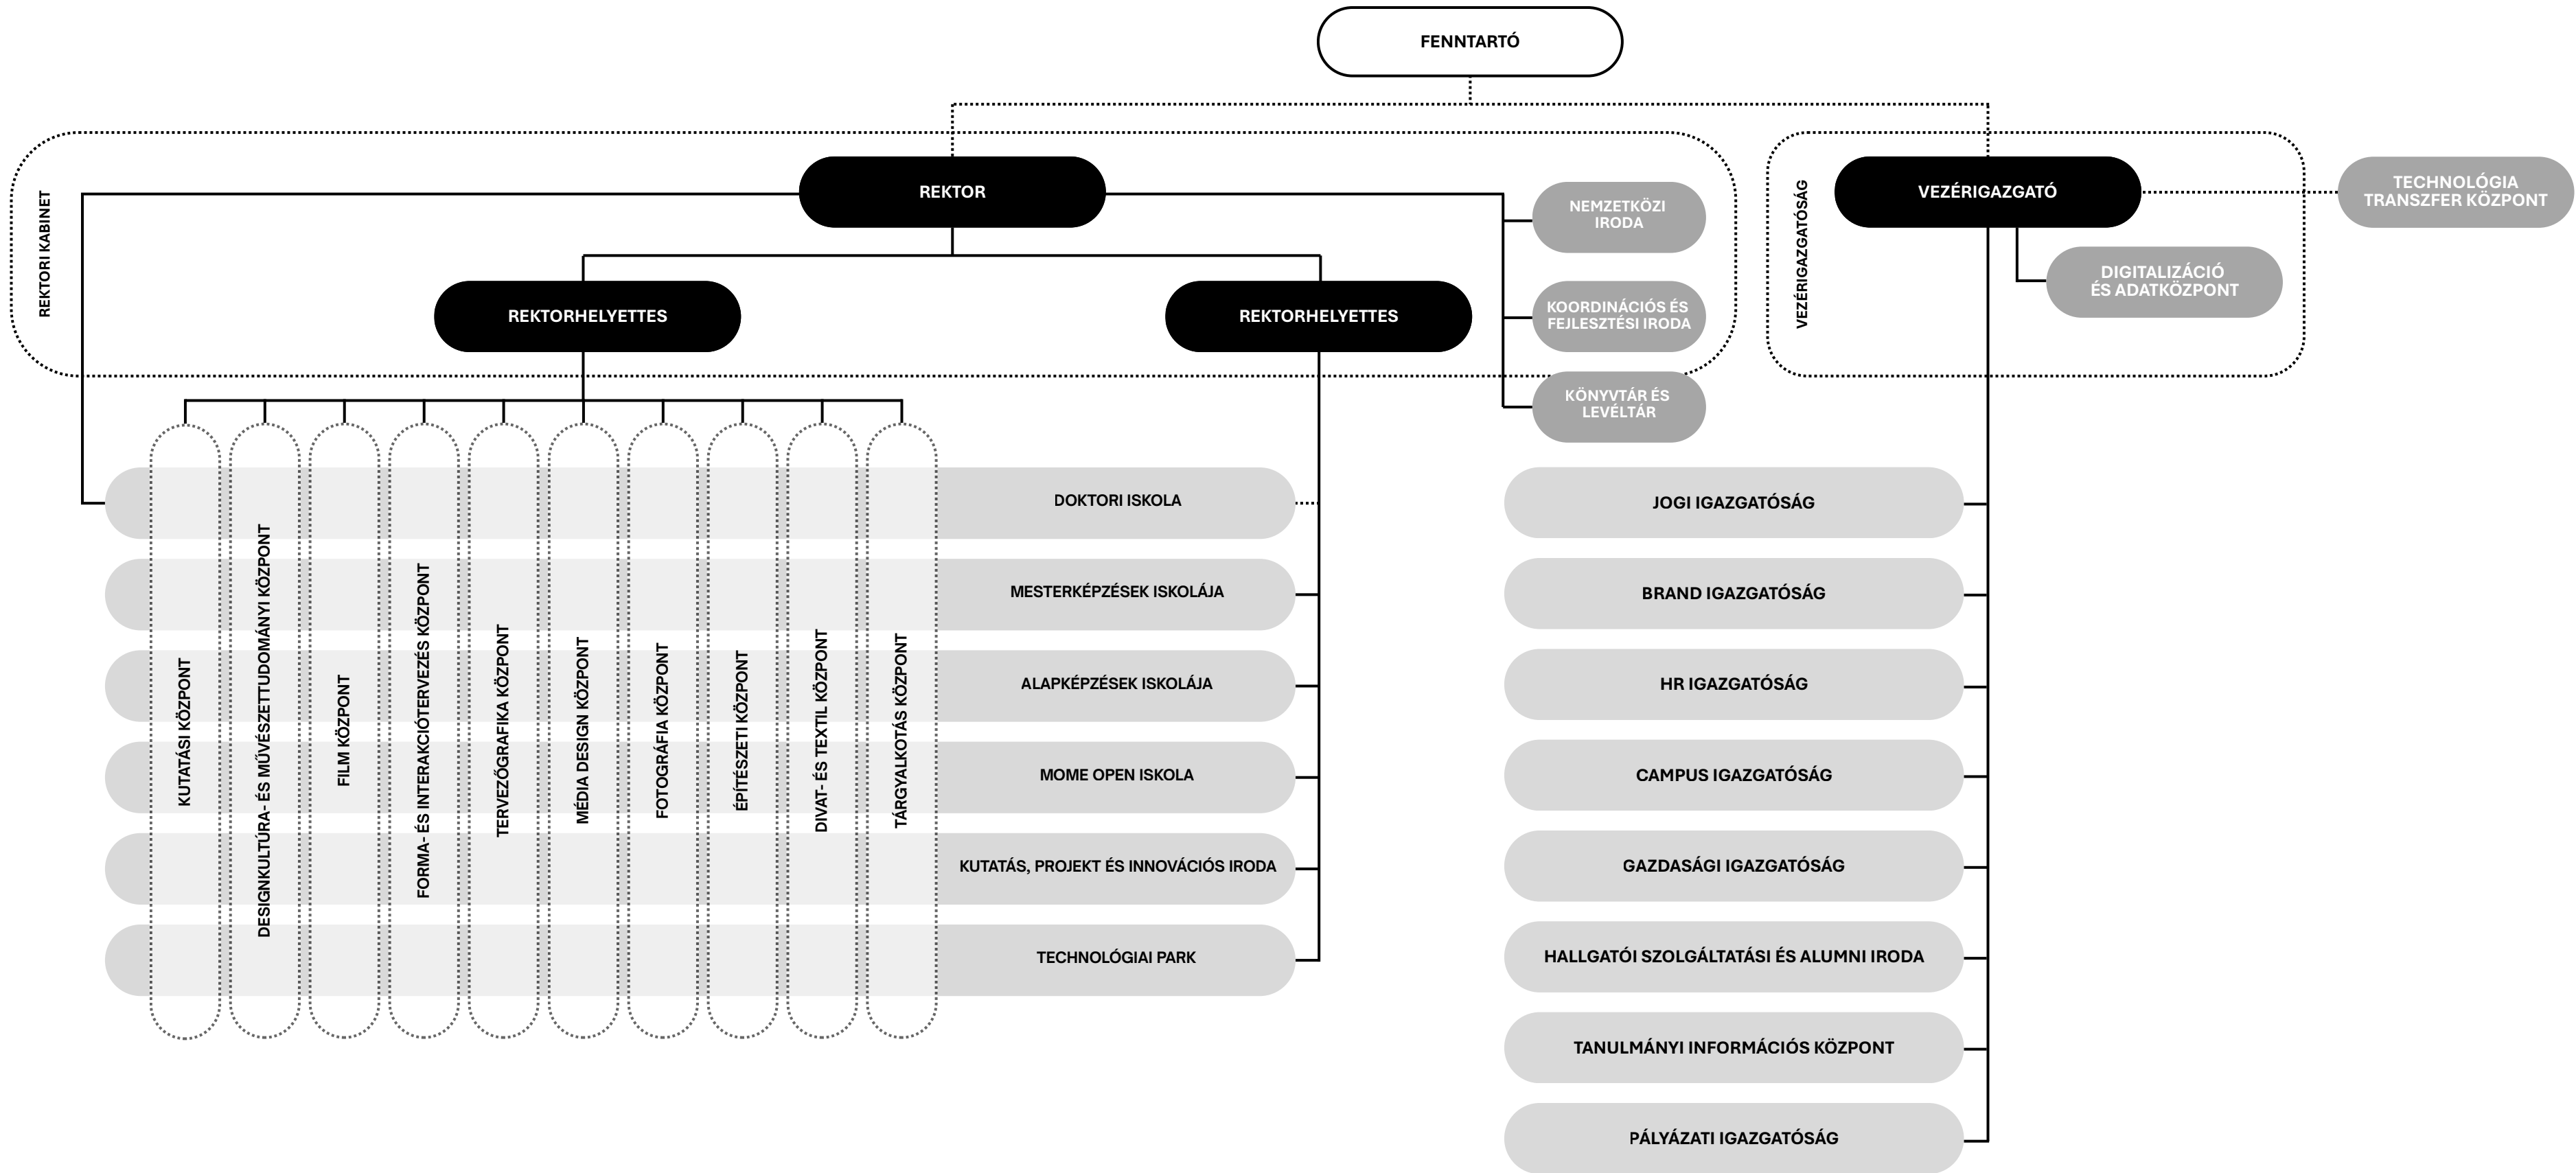 FENNTARTÓ
REKTORI KABINET
REKTOR
NEMZETKÖZI
IRODA
REKTORHELYETTES
REKTORHELYETTES
KOORDINÁCIÓS ÉS
FEJLESZTÉSI IRODA
KÖNYVTÁR ÉS
LEVÉLTÁR
VEZÉRIGAZGATÓSÁG
VEZÉRIGAZGATÓ
TECHNOLÓGIA
TRANSZFER KÖZPONT
DIGITALIZÁCIÓ
ÉS ADATKÖZPONT
KUTATÁSI KÖZPONT
DESIGNKULTÚRA- ÉS MŰVÉSZETTUDOMÁNYI KÖZPONT
FILM KÖZPONT
FORMA- ÉS INTERAKCIÓTERVEZÉS KÖZPONT
TERVEZŐGRAFIKA KÖZPONT
MÉDIA DESIGN KÖZPONT
FOTOGRÁFIA KÖZPONT
ÉPÍTÉSZETI KÖZPONT
DIVAT- ÉS TEXTIL KÖZPONT
TÁRGYALKOTÁS KÖZPONT
DOKTORI ISKOLA
MESTERKÉPZÉSEK ISKOLÁJA
ALAPKÉPZÉSEK ISKOLÁJA
MOME OPEN ISKOLA
KUTATÁS, PROJEKT ÉS INNOVÁCIÓS IRODA
TECHNOLÓGIAI PARK
JOGI IGAZGATÓSÁG
BRAND IGAZGATÓSÁG
HR IGAZGATÓSÁG
CAMPUS IGAZGATÓSÁG
GAZDASÁGI IGAZGATÓSÁG
HALLGATÓI SZOLGÁLTATÁSI ÉS ALUMNI IRODA
TANULMÁNYI INFORMÁCIÓS KÖZPONT
PÁLYÁZATI IGAZGATÓSÁG